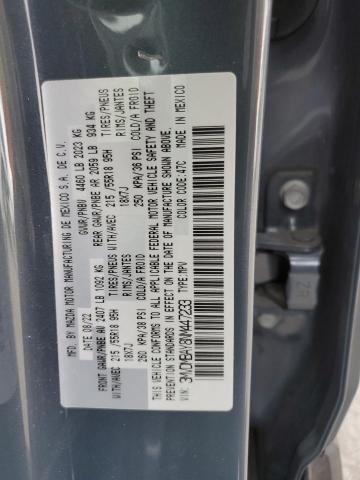 MFD. BY MAZDA MOTOR MANUFACTURING DE MEXICO S.A. DE C.V.
DATE 08/22 GVWR/PNBV 4460 LB 2023 KG
FRONT GAWR/PNBE AV 2407 LB 1092 KG REAR GAWR/PNBE AR 2059 LB 934 KG
WITH/AVEC 215 /55R18 95H TIRES/PNEUS WITH/AVEC 215 /55R18 95H TIRES/PNEUS
18X7J RIMS/JANTES 18X7J RIMS/JANTES
260 KPA/38 PSI COLD/A FROID 250 KPA/36 PSI COLD/A FROID
THIS VEHICLE CONFORMS TO ALL APPLICABLE FEDERAL MOTOR VEHICLE SAFETY AND THEFT
PREVENTION STANDARDS IN EFFECT ON THE DATE OF MANUFACTURE SHOWN ABOVE.
3MVDMBAY8NM447233 TYPE:MPV COLOR CODE:47C MADE IN MEXICO